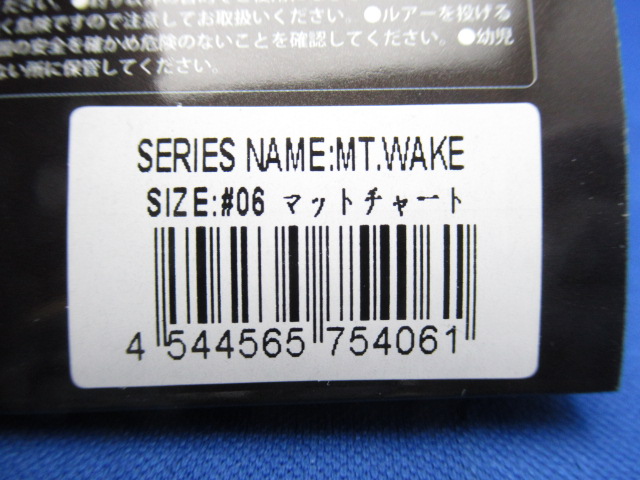 ください。
く危険ですので注意してお取扱いください。●ルアーを投げる
の安全を確かめ危険のないことを確認してください。●幼児
ない所に保管してください。
SERIES NAME:MT.WAKE
SIZE:#06 マットチャート
4 544565 754061